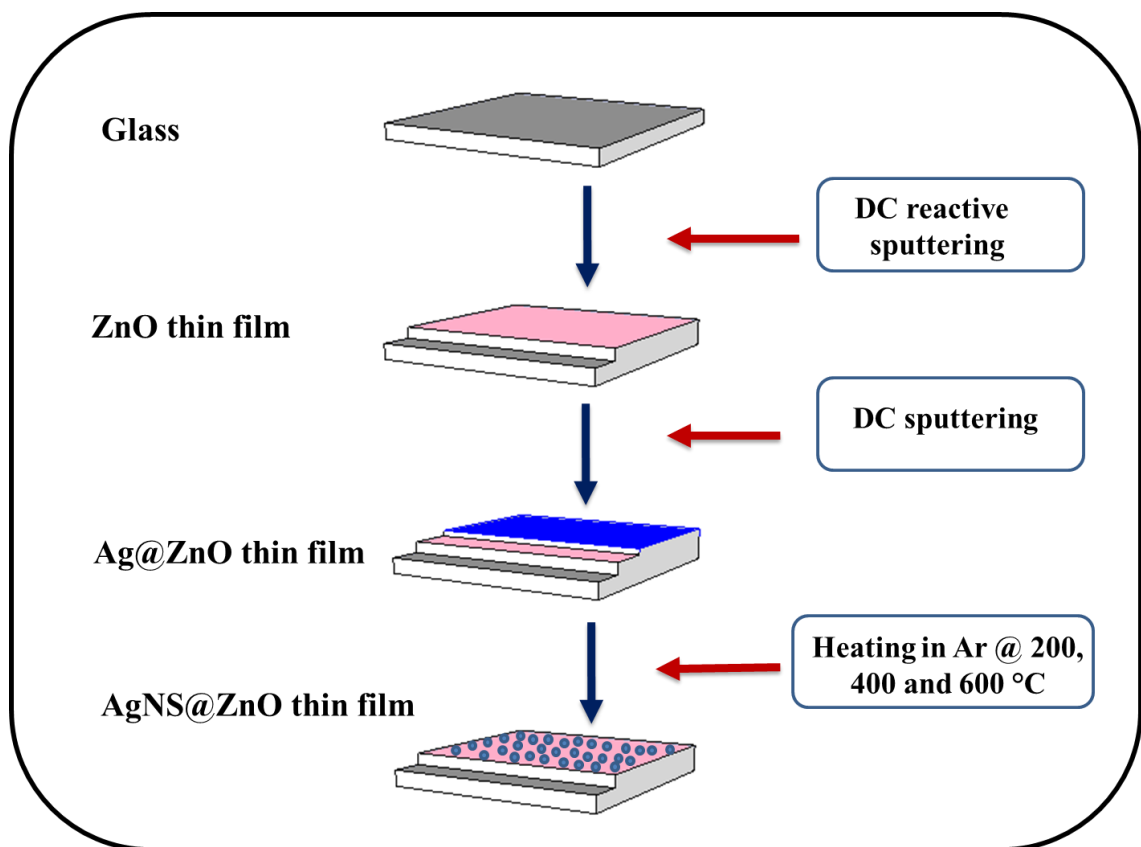 Glass
DC reactive
sputtering
ZnO thin film
DC sputtering
Ag@ZnO thin film
Heating in Ar @ 200,
400 and 600 °C
AgNS@ZnO thin film